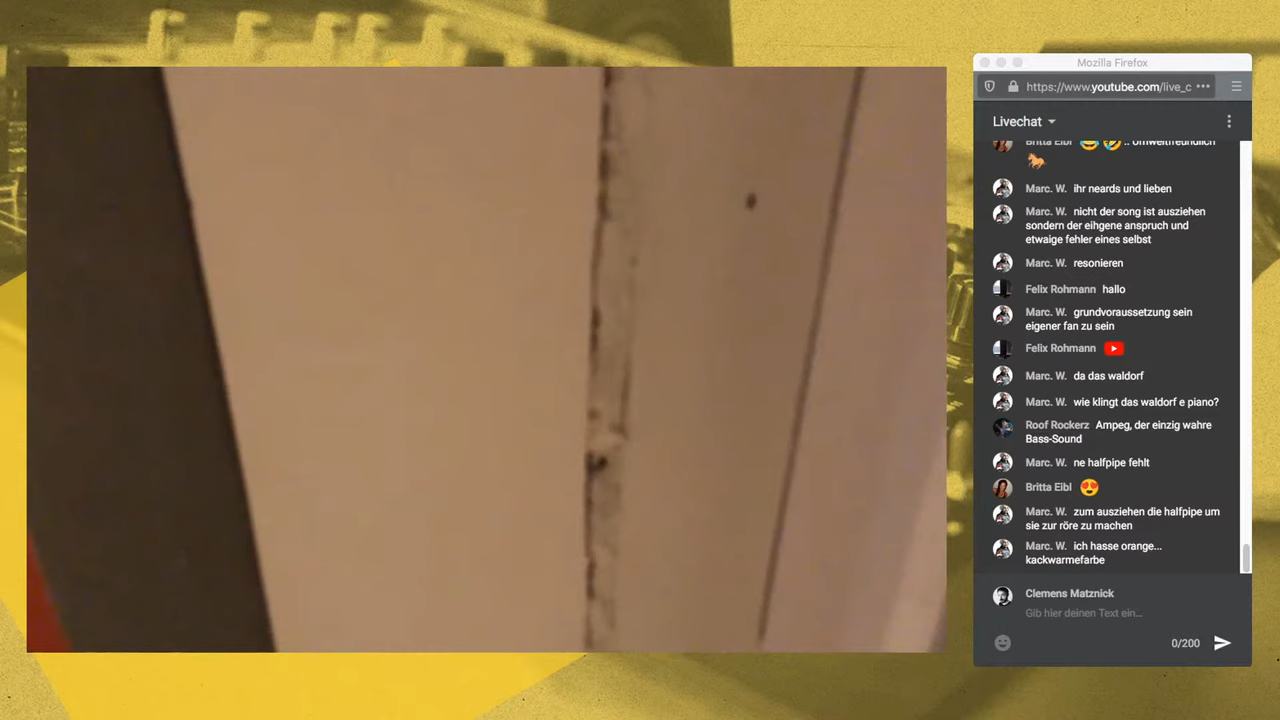 Mozilla Firefox
https://www.youtube.com/live_c
Livechat
Britta Eibl 😂 🤣 .. Umweltfreundlich
🐎
Marc. W. ihr neards und lieben
Marc. W. nicht der song ist ausziehen
sondern der eihgene anspruch und
etwaige fehler eines selbst
Marc. W. resonieren
Felix Rohmann hallo
Marc. W. grundvoraussetzung sein
eigener fan zu sein
Felix Rohmann
Marc. W. da das waldorf
Marc. W. wie klingt das waldorf e piano?
Roof Rockerz Ampeg, der einzig wahre
Bass-Sound
Marc. W. ne halfpipe fehlt
Britta Eibl 😍
Marc. W. zum ausziehen die halfpipe um
sie zur röre zu machen
Marc. W. ich hasse orange...
kackwarmefarbe
Clemens Matznick
Gib hier deinen Text ein...
0/200